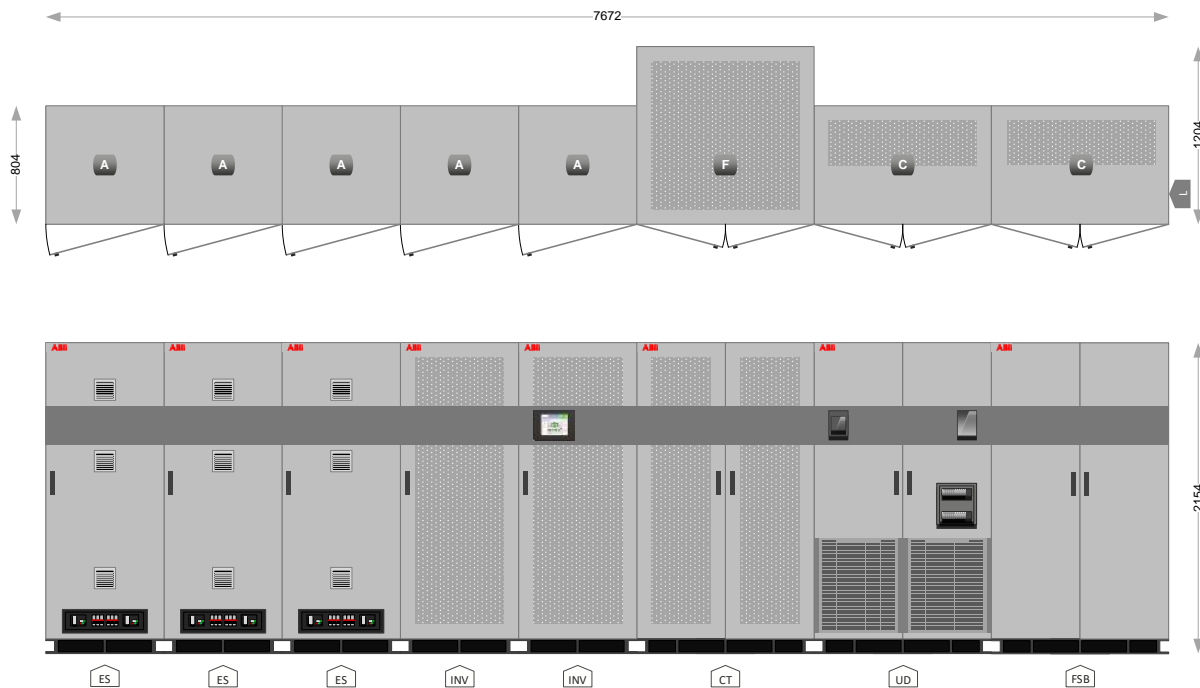 7672
804
A A A A A F C C
1204
L
ABB ABB ABB ABB ABB ABB ABB ABB
2154
ES ES ES INV INV CT UD FSB